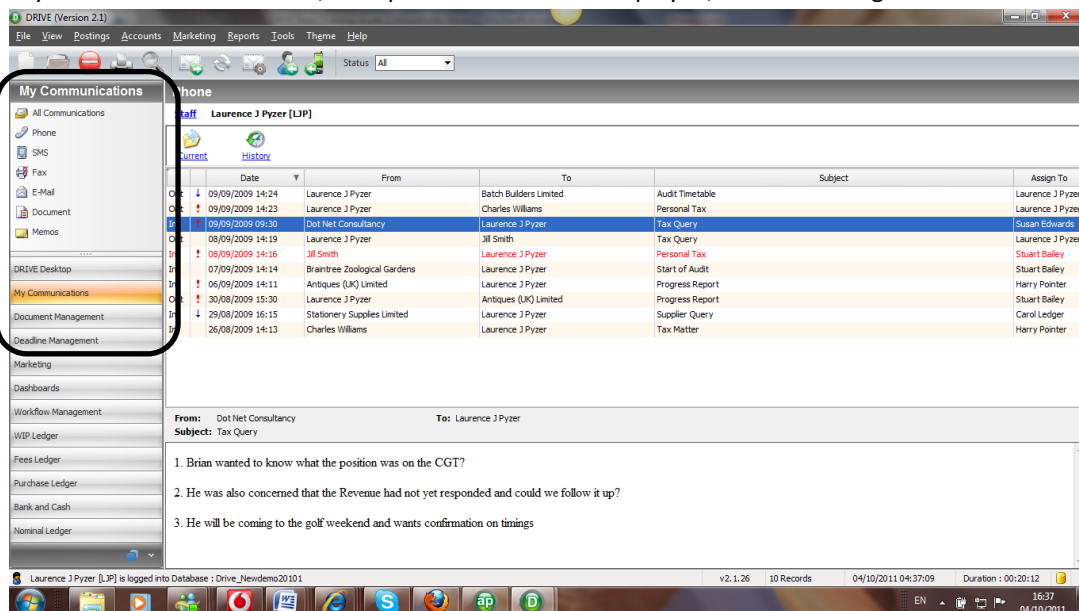 DRIVE (Version 2.1)
File View Postings Accounts Marketing Reports Tools Theme Help
Status All
My Communications
All Communications
Phone
SMS
Fax
E-Mail
Document
Memos
DRIVE Desktop
My Communications
Document Management
Deadline Management
Marketing
Dashboards
Workflow Management
WIP Ledger
Fees Ledger
Purchase Ledger
Bank and Cash
Nominal Ledger
Staff Laurence J Pyzer [LJP]
Current History
Date From To Subject Assign To
09/09/2009 14:24 Laurence J Pyzer Batch Builders Limited Audit Timetable Laurence J Pyzer
09/09/2009 14:23 Laurence J Pyzer Charles Williams Personal Tax Laurence J Pyzer
09/09/2009 09:30 Dot Net Consultancy Laurence J Pyzer Tax Query Susan Edwards
08/09/2009 14:19 Laurence J Pyzer Jill Smith Tax Query Laurence J Pyzer
08/09/2009 14:16 Jill Smith Laurence J Pyzer Personal Tax Stuart Bailey
07/09/2009 14:14 Braintree Zoological Gardens Laurence J Pyzer Start of Audit Stuart Bailey
06/09/2009 14:11 Antiques (UK) Limited Laurence J Pyzer Progress Report Harry Pointer
30/08/2009 15:30 Laurence J Pyzer Antiques (UK) Limited Progress Report Stuart Bailey
29/08/2009 16:15 Stationery Supplies Limited Laurence J Pyzer Supplier Query Carol Ledger
26/08/2009 14:13 Charles Williams Laurence J Pyzer Tax Matter Harry Pointer
From: Dot Net Consultancy To: Laurence J Pyzer
Subject: Tax Query
1. Brian wanted to know what the position was on the CGT?
2. He was also concerned that the Revenue had not yet responded and could we follow it up?
3. He will be coming to the golf weekend and wants confirmation on timings
Laurence J Pyzer [LJP] is logged into Database : Drive_Newdemo20101 v2.1.26 10 Records 04/10/2011 04:37:09 Duration : 00:20:12
EN 16:37
04/10/2011